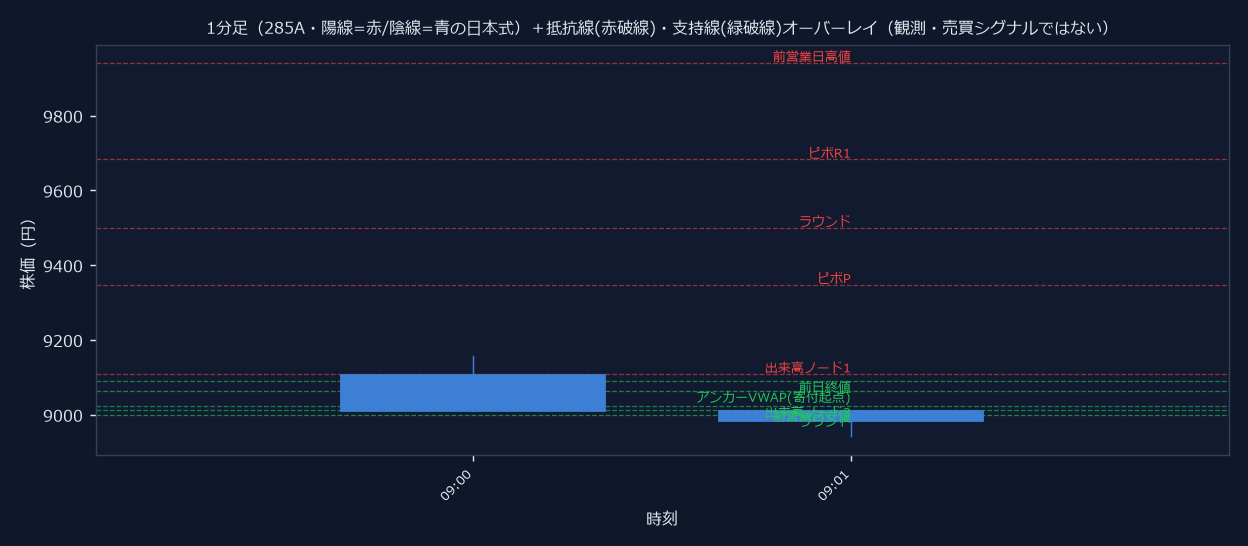 1分足（285A・陽線=赤/陰線=青の日本式）＋抵抗線(赤破線)・支持線(緑破線)オーバーレイ（観測・売買シグナルではない）
前営業日高値
9800
ピボR1
9600
ラウンド
9400
ピボP
9200
出来高ノード1
前日終値
アンカーVWAP(寄付起点)
9000
ラウンド
株価（円）
09:00
09:01
時刻